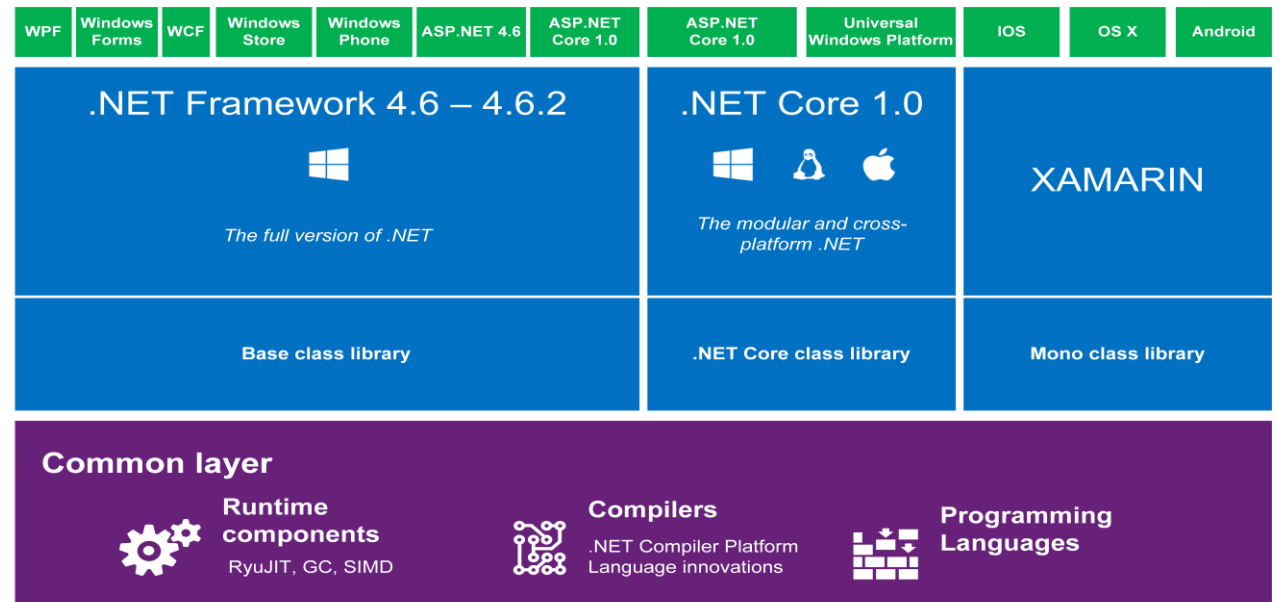 WPF
Windows
Forms
WCF
Windows
Store
Windows
Phone
ASP.NET 4.6
ASP.NET
Core 1.0
ASP.NET
Core 1.0
Universal
Windows Platform
IOS
OS X
Android
.NET Framework 4.6 – 4.6.2
The full version of .NET
.NET Core 1.0
The modular and cross-
platform .NET
XAMARIN
Base class library
.NET Core class library
Mono class library
Common layer
Runtime
components
RyuJIT, GC, SIMD
Compilers
.NET Compiler Platform
Language innovations
Programming
Languages